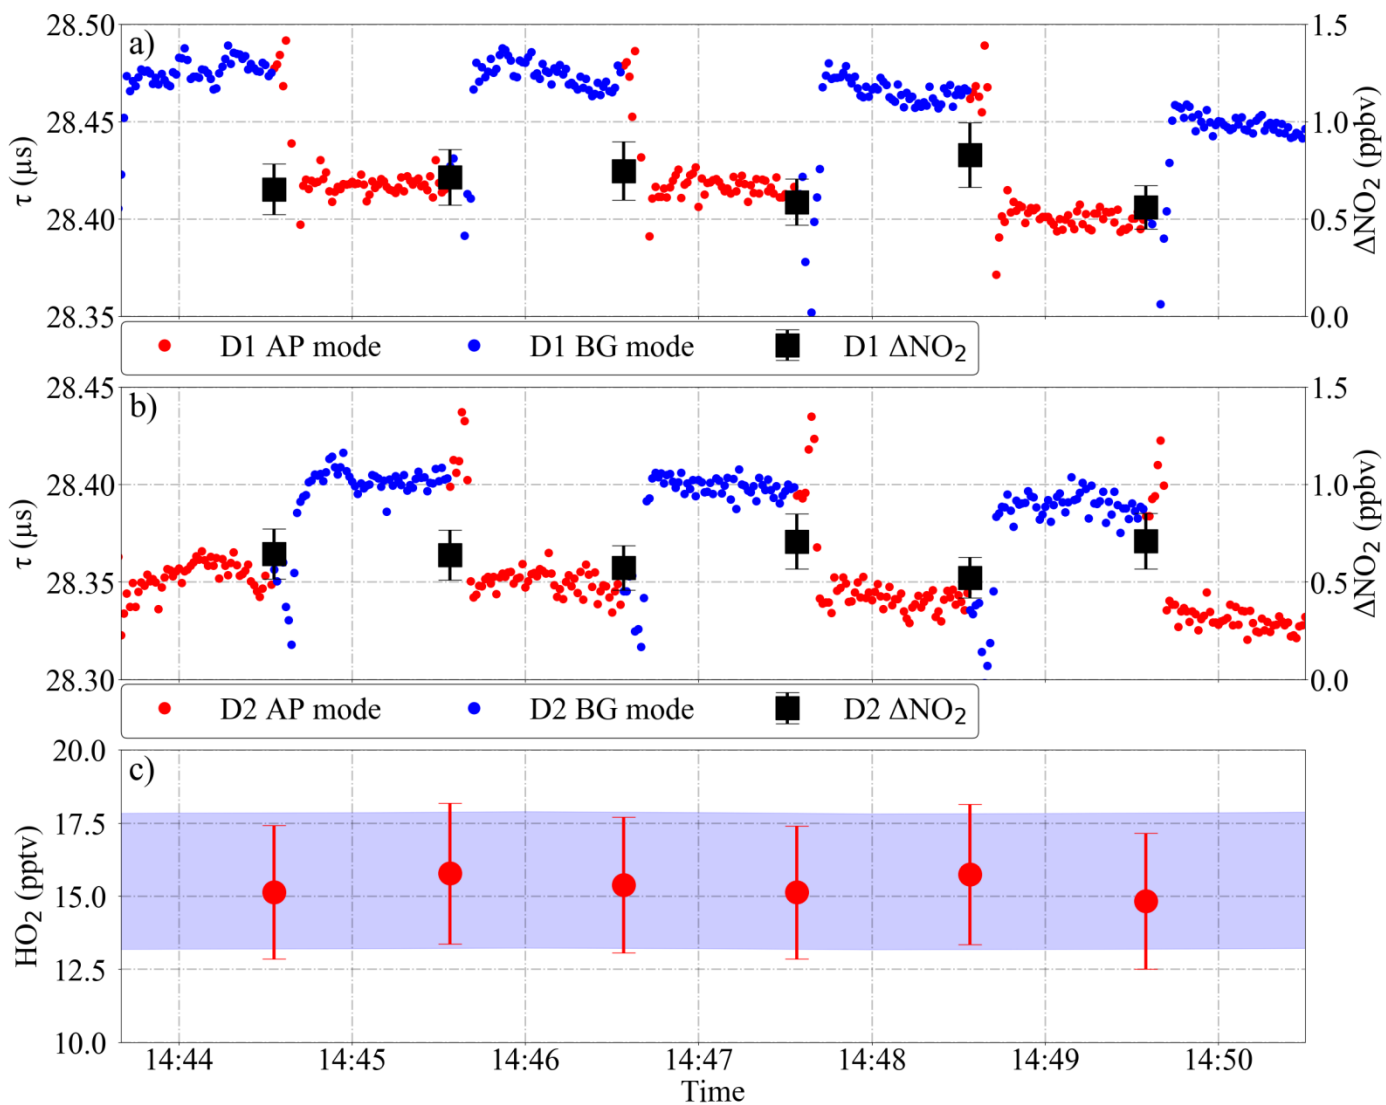 28.50
28.45
28.40
28.35
τ (µs)
a)
1.5
1.0
0.5
0.0
ΔNO₂ (ppbv)
D1 AP mode D1 BG mode D1 ΔNO₂
28.45
28.40
28.35
28.30
τ (µs)
b)
1.5
1.0
0.5
0.0
ΔNO₂ (ppbv)
D2 AP mode D2 BG mode D2 ΔNO₂
20.0
17.5
15.0
12.5
10.0
HO₂ (pptv)
c)
14:44 14:45 14:46 14:47 14:48 14:49 14:50
Time